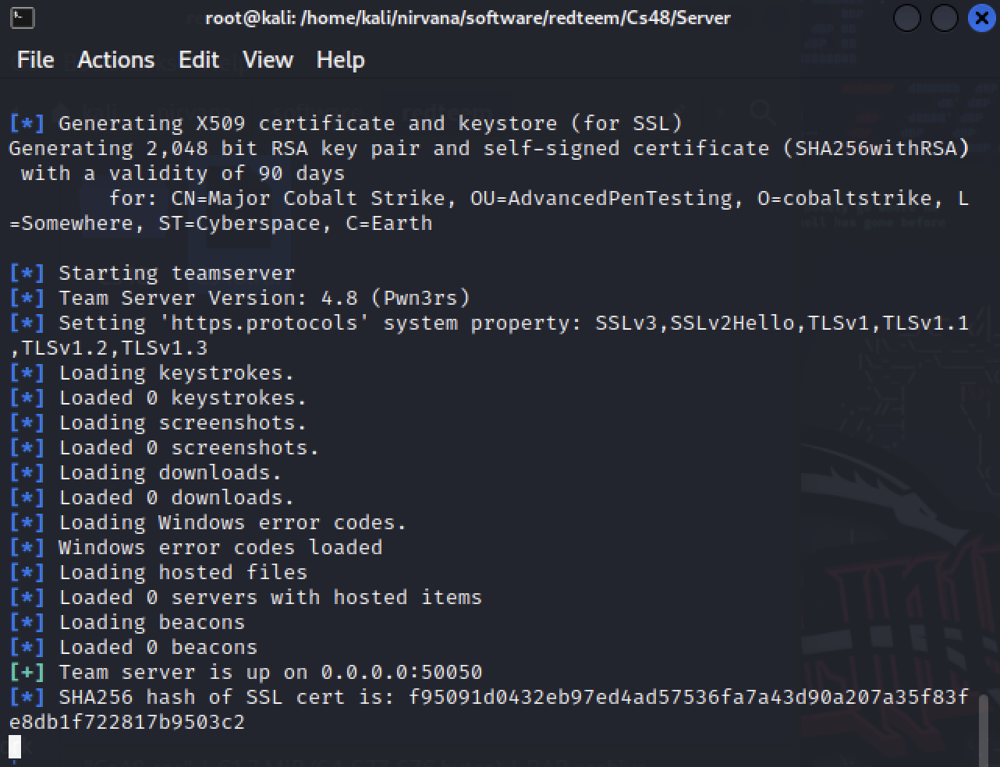 root@kali: /home/kali/nirvana/software/redteem/Cs48/Server
File Actions Edit View Help
[*] Generating X509 certificate and keystore (for SSL)
Generating 2,048 bit RSA key pair and self-signed certificate (SHA256withRSA)
with a validity of 90 days
for: CN=Major Cobalt Strike, OU=AdvancedPenTesting, O=cobaltstrike, L
=Somewhere, ST=Cyberspace, C=Earth
[*] Starting teamserver
[*] Team Server Version: 4.8 (Pwn3rs)
[*] Setting 'https.protocols' system property: SSLv3,SSLv2Hello,TLSv1,TLSv1.1
,TLSv1.2,TLSv1.3
[*] Loading keystrokes.
[*] Loaded 0 keystrokes.
[*] Loading screenshots.
[*] Loaded 0 screenshots.
[*] Loading downloads.
[*] Loaded 0 downloads.
[*] Loading Windows error codes.
[*] Windows error codes loaded
[*] Loading hosted files
[*] Loaded 0 servers with hosted items
[*] Loading beacons
[*] Loaded 0 beacons
[+] Team server is up on 0.0.0.0:50050
[*] SHA256 hash of SSL cert is: f95091d0432eb97ed4ad57536fa7a43d90a207a35f83f
e8db1f722817b9503c2